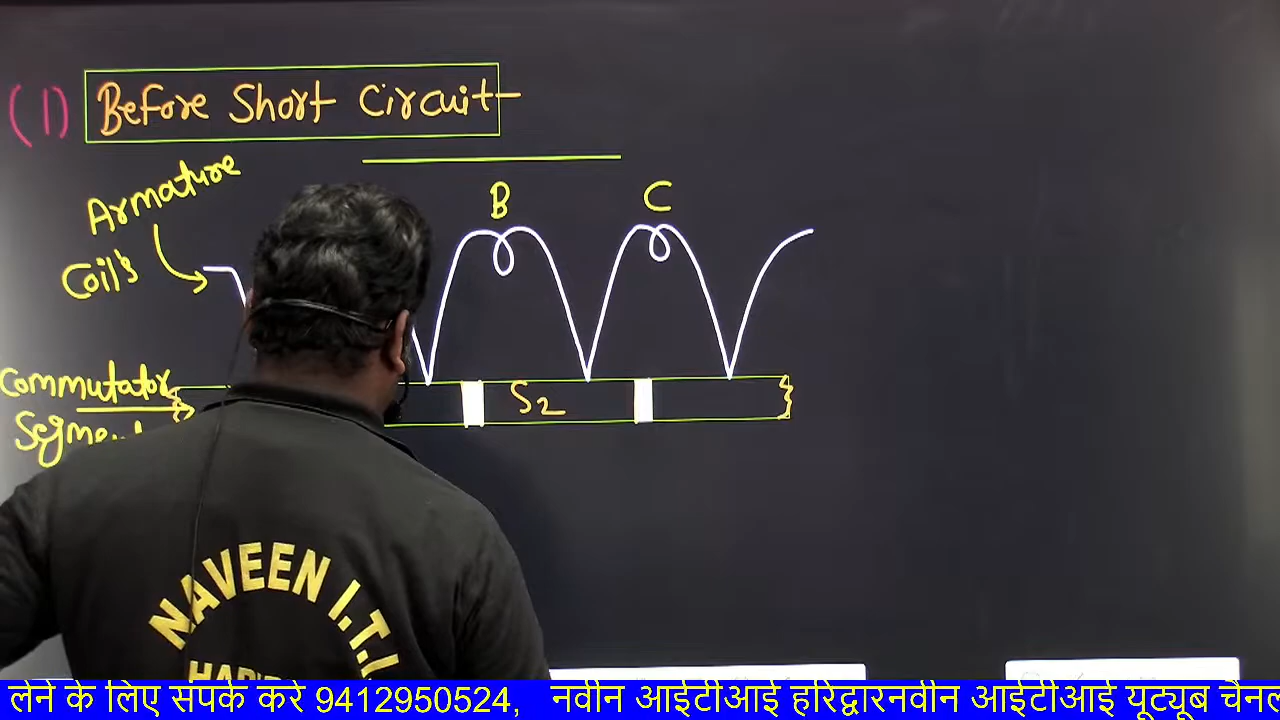 (1) Before Short Circuit
Armature
Coil's
B
C
Commutator
S2
NAVEEN I.T.I
लेने के लिए संपर्क करे 9412950524, नवीन आईटीआई हरिद्वारनवीन आईटीआई यूट्यूब चैनल